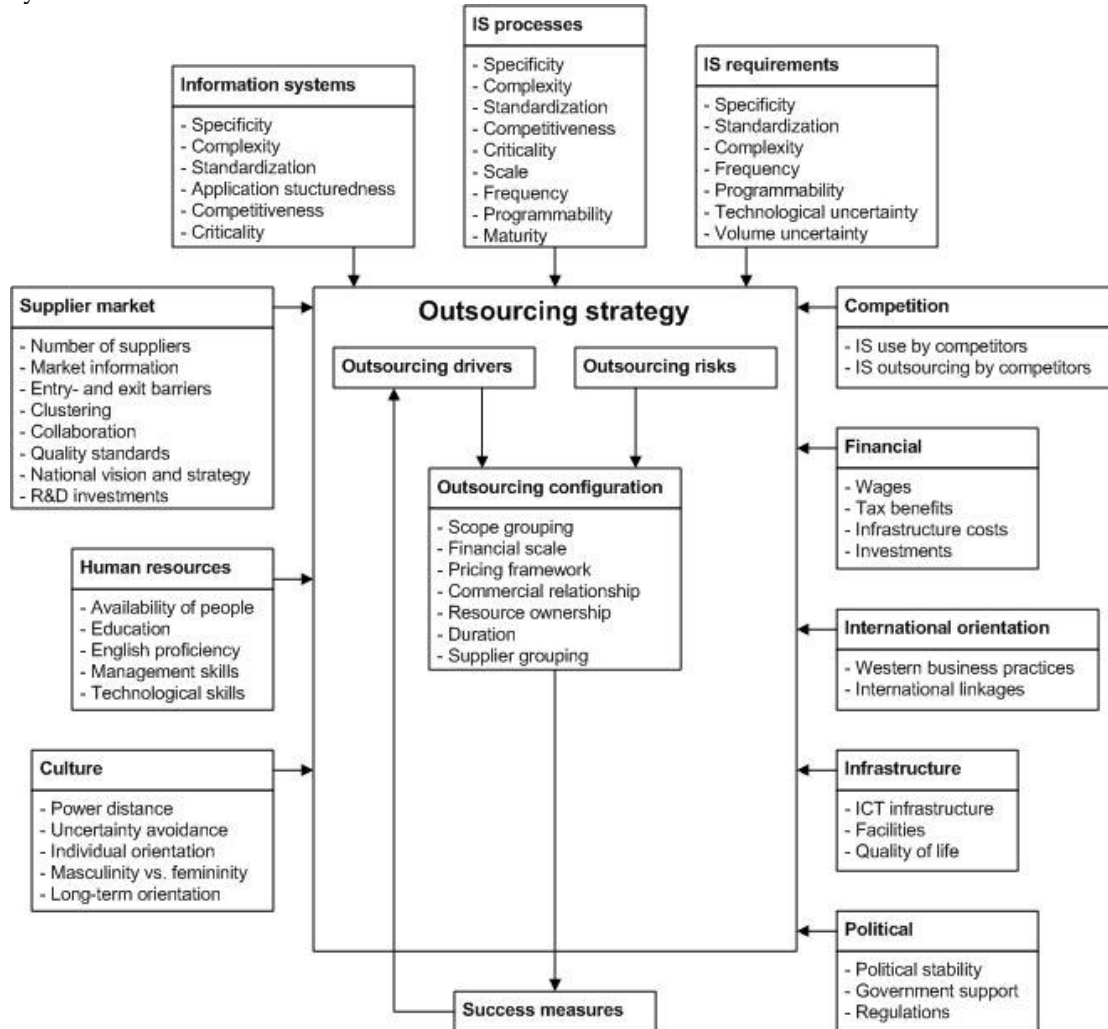 y
IS processes
- Specificity
- Complexity
- Standardization
- Competitiveness
- Criticality
- Scale
- Frequency
- Programmability
- Maturity
Information systems
- Specificity
- Complexity
- Standardization
- Application stucturedness
- Competitiveness
- Criticality
IS requirements
- Specificity
- Standardization
- Complexity
- Frequency
- Programmability
- Technological uncertainty
- Volume uncertainty
Supplier market
- Number of suppliers
- Market information
- Entry- and exit barriers
- Clustering
- Collaboration
- Quality standards
- National vision and strategy
- R&D investments
Outsourcing strategy
Outsourcing drivers
Outsourcing risks
Outsourcing configuration
- Scope grouping
- Financial scale
- Pricing framework
- Commercial relationship
- Resource ownership
- Duration
- Supplier grouping
Competition
- IS use by competitors
- IS outsourcing by competitors
Financial
- Wages
- Tax benefits
- Infrastructure costs
- Investments
Human resources
- Availability of people
- Education
- English proficiency
- Management skills
- Technological skills
International orientation
- Western business practices
- International linkages
Culture
- Power distance
- Uncertainty avoidance
- Individual orientation
- Masculinity vs. femininity
- Long-term orientation
Infrastructure
- ICT infrastructure
- Facilities
- Quality of life
Political
- Political stability
- Government support
- Regulations
Success measures